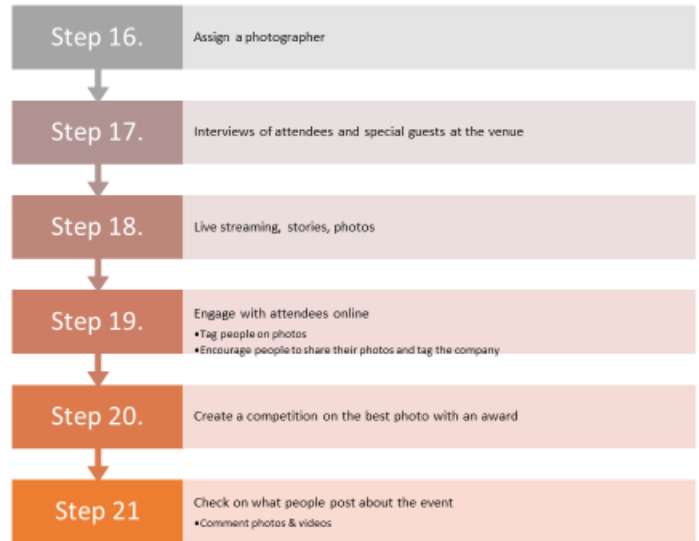 Step 16.
Assign a photographer
Step 17.
Interviews of attendees and special guests at the venue
Step 18.
Live streaming, stories, photos
Step 19.
Engage with attendees online
•Tag people on photos
•Encourage people to share their photos and tag the company
Step 20.
Create a competition on the best photo with an award
Step 21
Check on what people post about the event
•Comment photos & videos